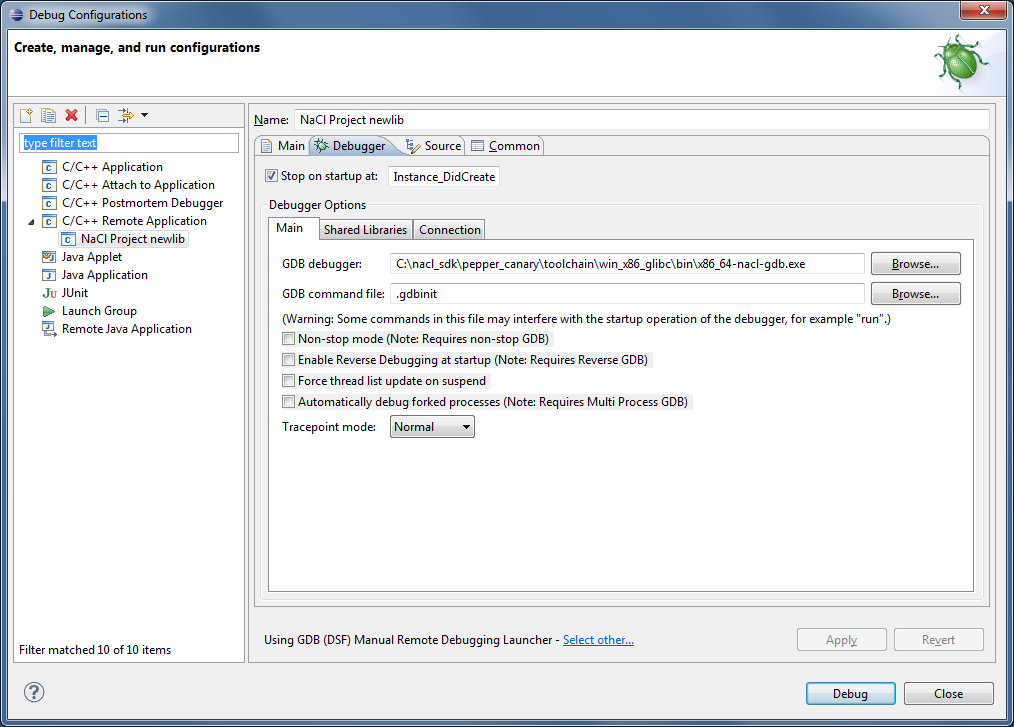 Debug Configurations
Create, manage, and run configurations
type filter text
C/C++ Application
C/C++ Attach to Application
C/C++ Postmortem Debugger
C/C++ Remote Application
NaCl Project newlib
Java Applet
Java Application
JUnit
Launch Group
Remote Java Application
Filter matched 10 of 10 items
Name: NaCl Project newlib
Main Debugger Source Common
Stop on startup at: Instance_DidCreate
Debugger Options
Main Shared Libraries Connection
GDB debugger: C:\nacl_sdk\pepper_canary\toolchain\win_x86_glibc\bin\x86_64-nacl-gdb.exe Browse...
GDB command file: .gdbinit Browse...
(Warning: Some commands in this file may interfere with the startup operation of the debugger, for example "run".)
Non-stop mode (Note: Requires non-stop GDB)
Enable Reverse Debugging at startup (Note: Requires Reverse GDB)
Force thread list update on suspend
Automatically debug forked processes (Note: Requires Multi Process GDB)
Tracepoint mode: Normal
Using GDB (DSF) Manual Remote Debugging Launcher - Select other...
Apply Revert
Debug Close